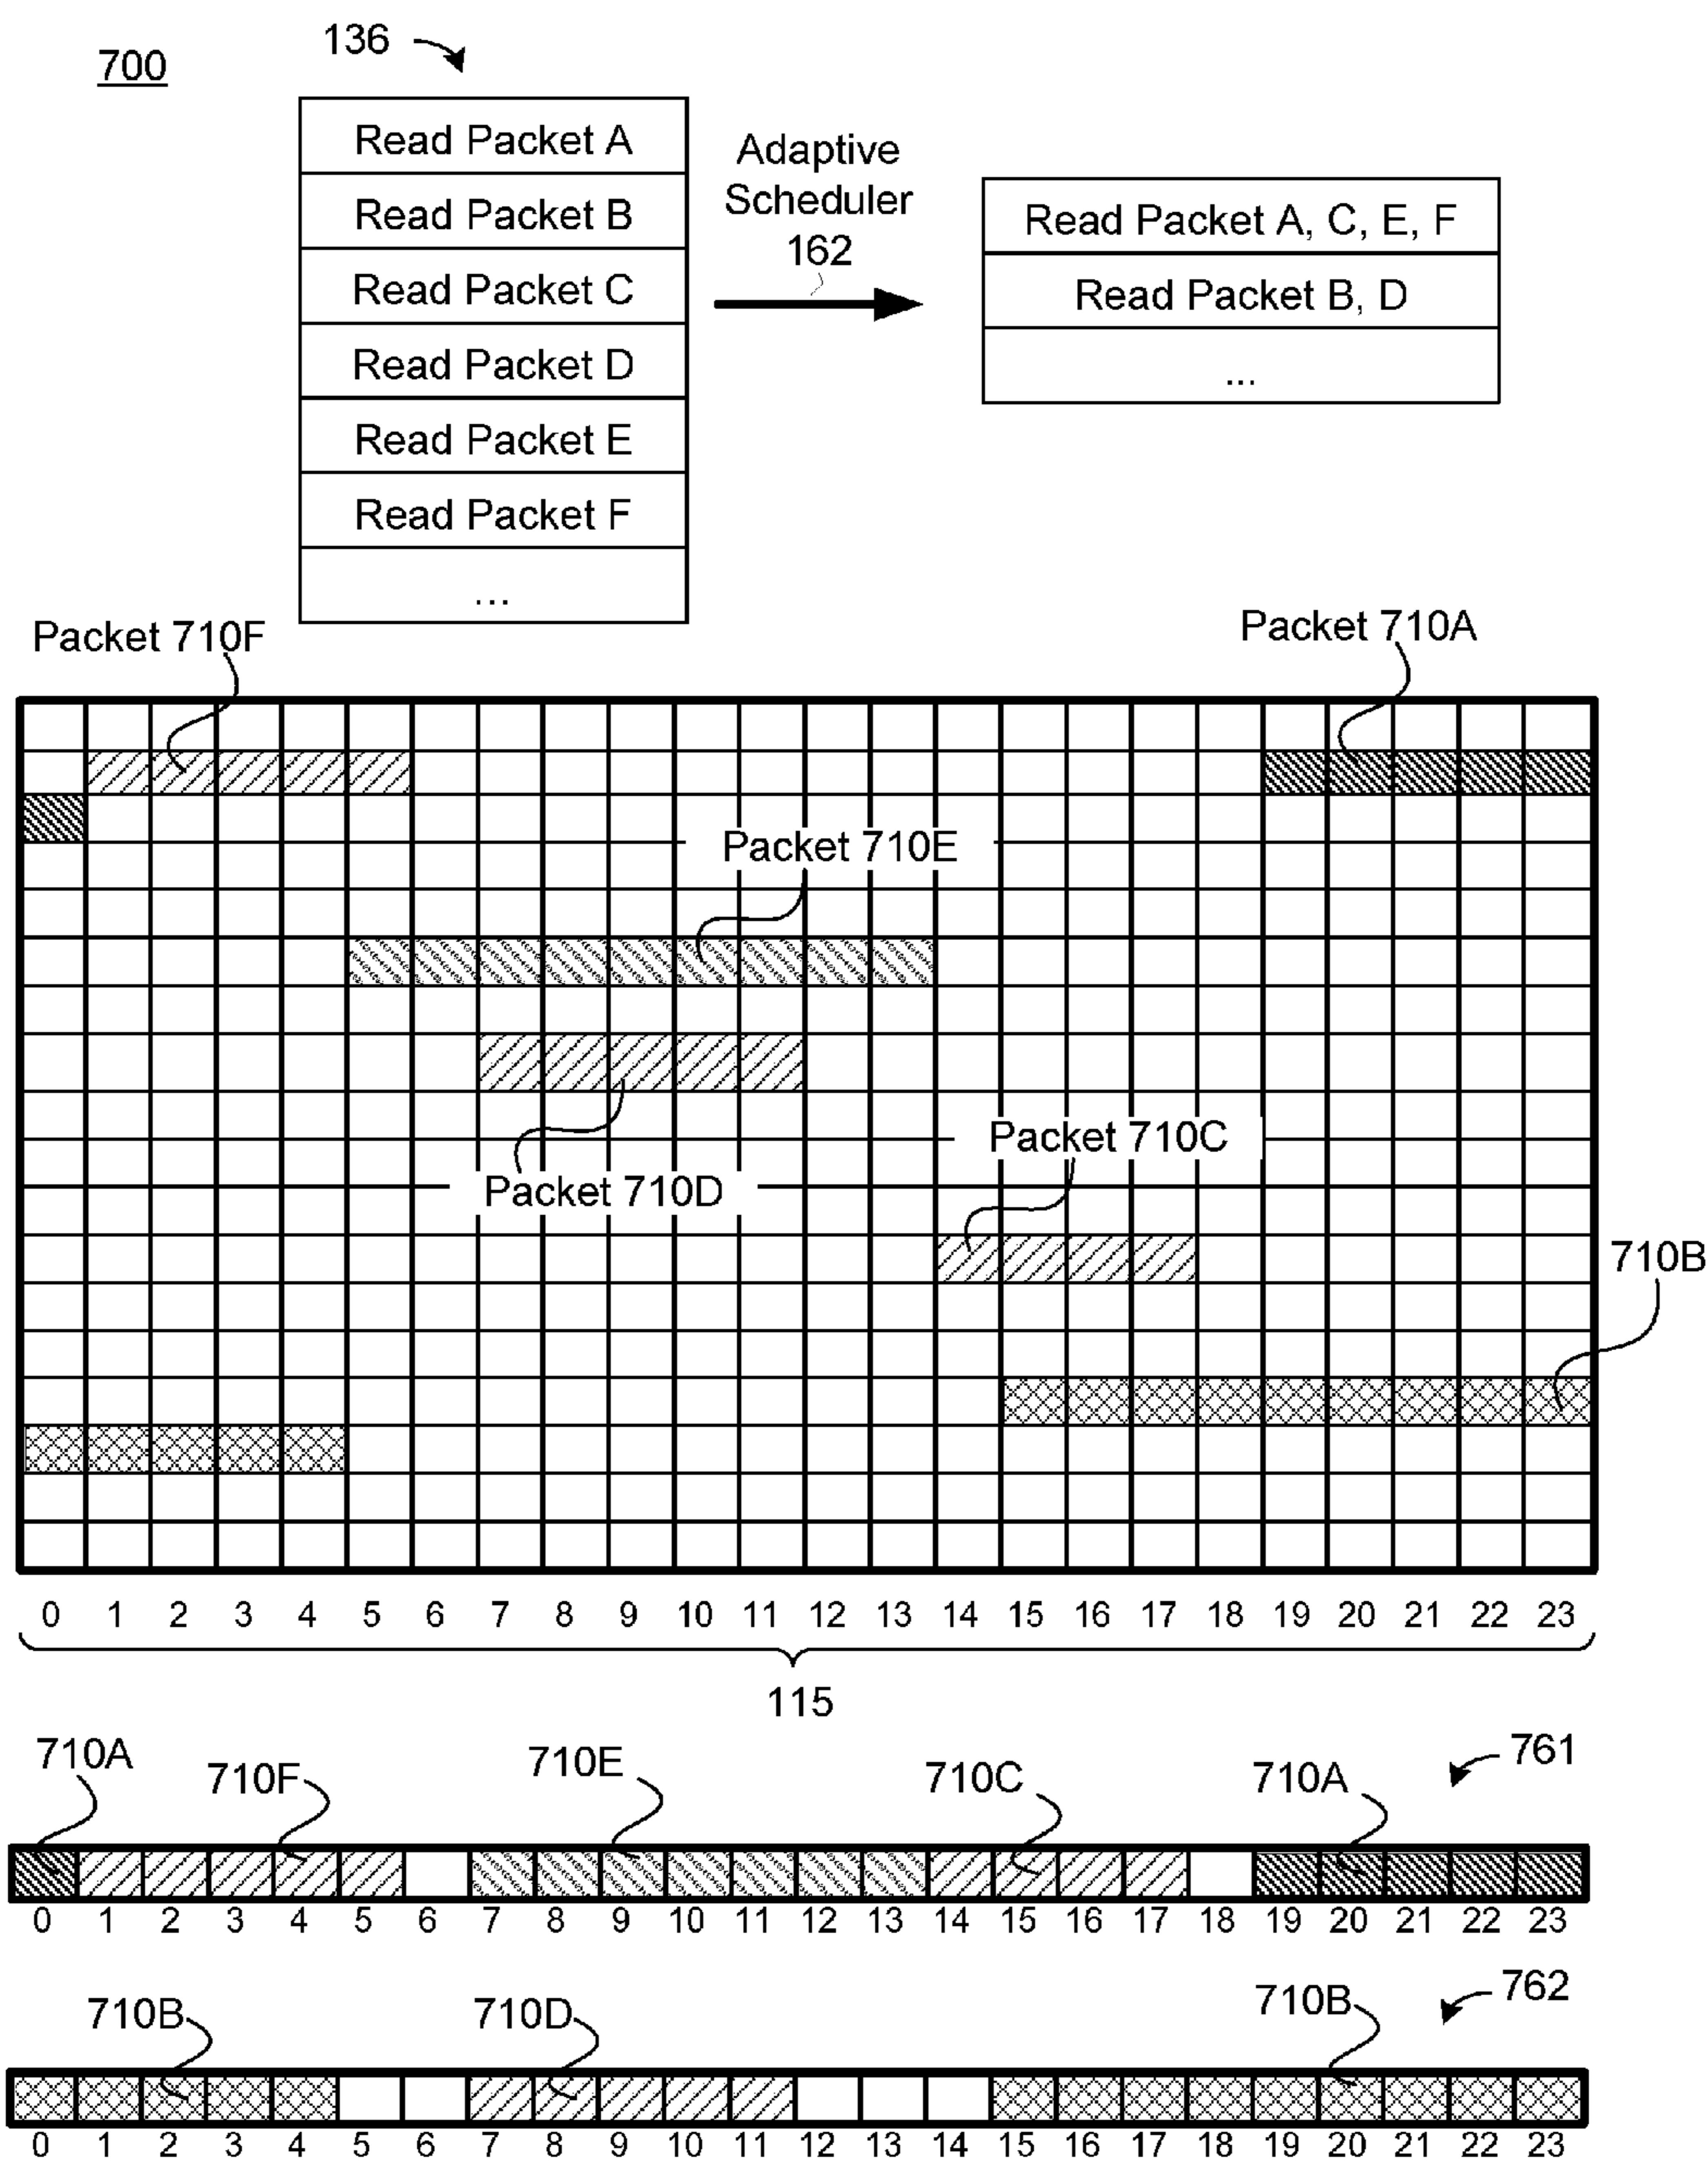 700
136
Read Packet A
Read Packet B
Read Packet C
Read Packet D
Read Packet E
Read Packet F
...
Adaptive
Scheduler
162
Read Packet A, C, E, F
Read Packet B, D
...
Packet 710F
Packet 710A
Packet 710E
Packet 710D
Packet 710C
710B
0 1 2 3 4 5 6 7 8 9 10 11 12 13 14 15 16 17 18 19 20 21 22 23
115
710A 710F 710E 710C 710A 761
0 1 2 3 4 5 6 7 8 9 10 11 12 13 14 15 16 17 18 19 20 21 22 23
710B 710D 710B 762
0 1 2 3 4 5 6 7 8 9 10 11 12 13 14 15 16 17 18 19 20 21 22 23